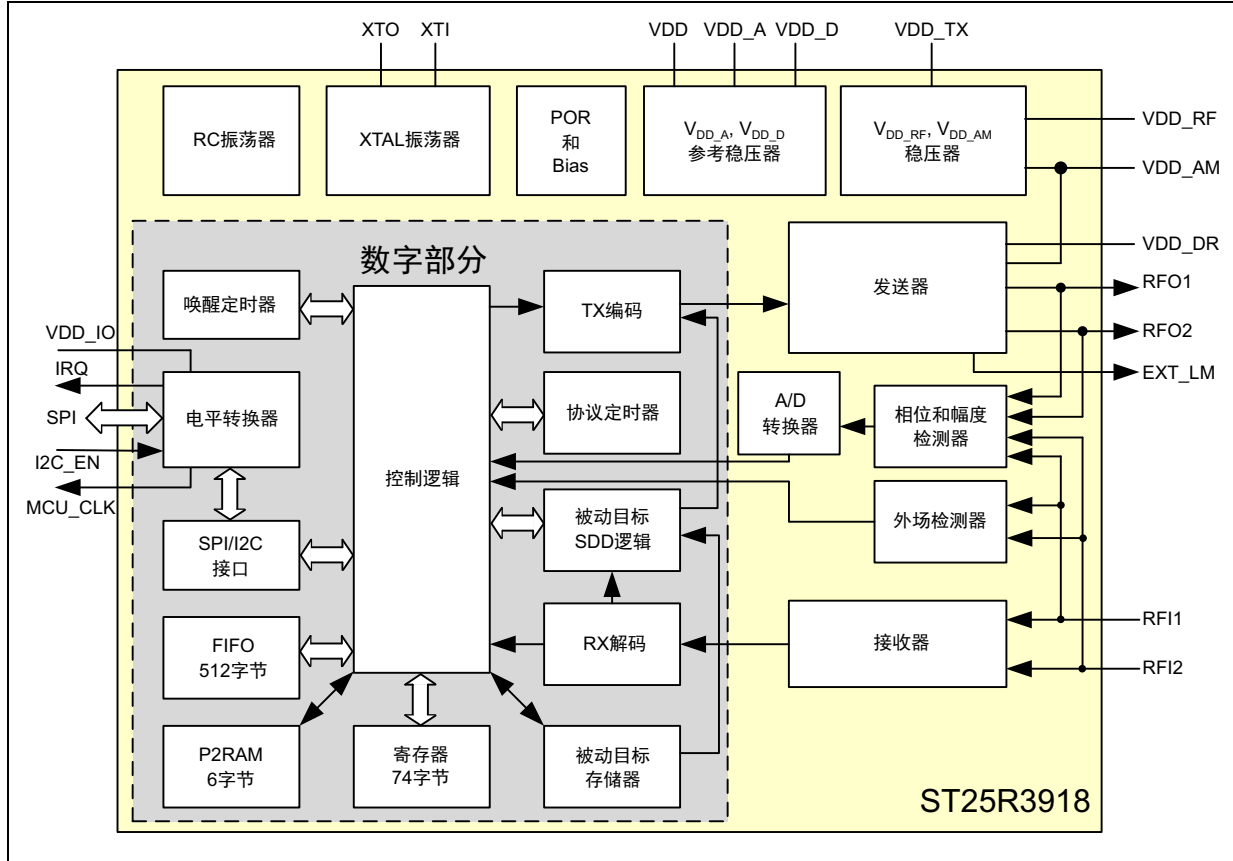 XTO XTI VDD VDD_A VDD_D VDD_TX
RC振荡器
XTAL振荡器
POR
和
Bias
VDD_A, VDD_D
参考稳压器
VDD_RF, VDD_AM
稳压器
VDD_RF
VDD_AM
数字部分
唤醒定时器
TX编码
发送器
VDD_DR
RFO1
RFO2
EXT_LM
VDD_IO
IRQ
SPI
I2C_EN
MCU_CLK
电平转换器
控制逻辑
协议定时器
A/D
转换器
相位和幅度
检测器
SPI/I2C
接口
被动目标
SDD逻辑
外场检测器
FIFO
512字节
RX解码
接收器
RFI1
RFI2
P2RAM
6字节
寄存器
74字节
被动目标
存储器
ST25R3918